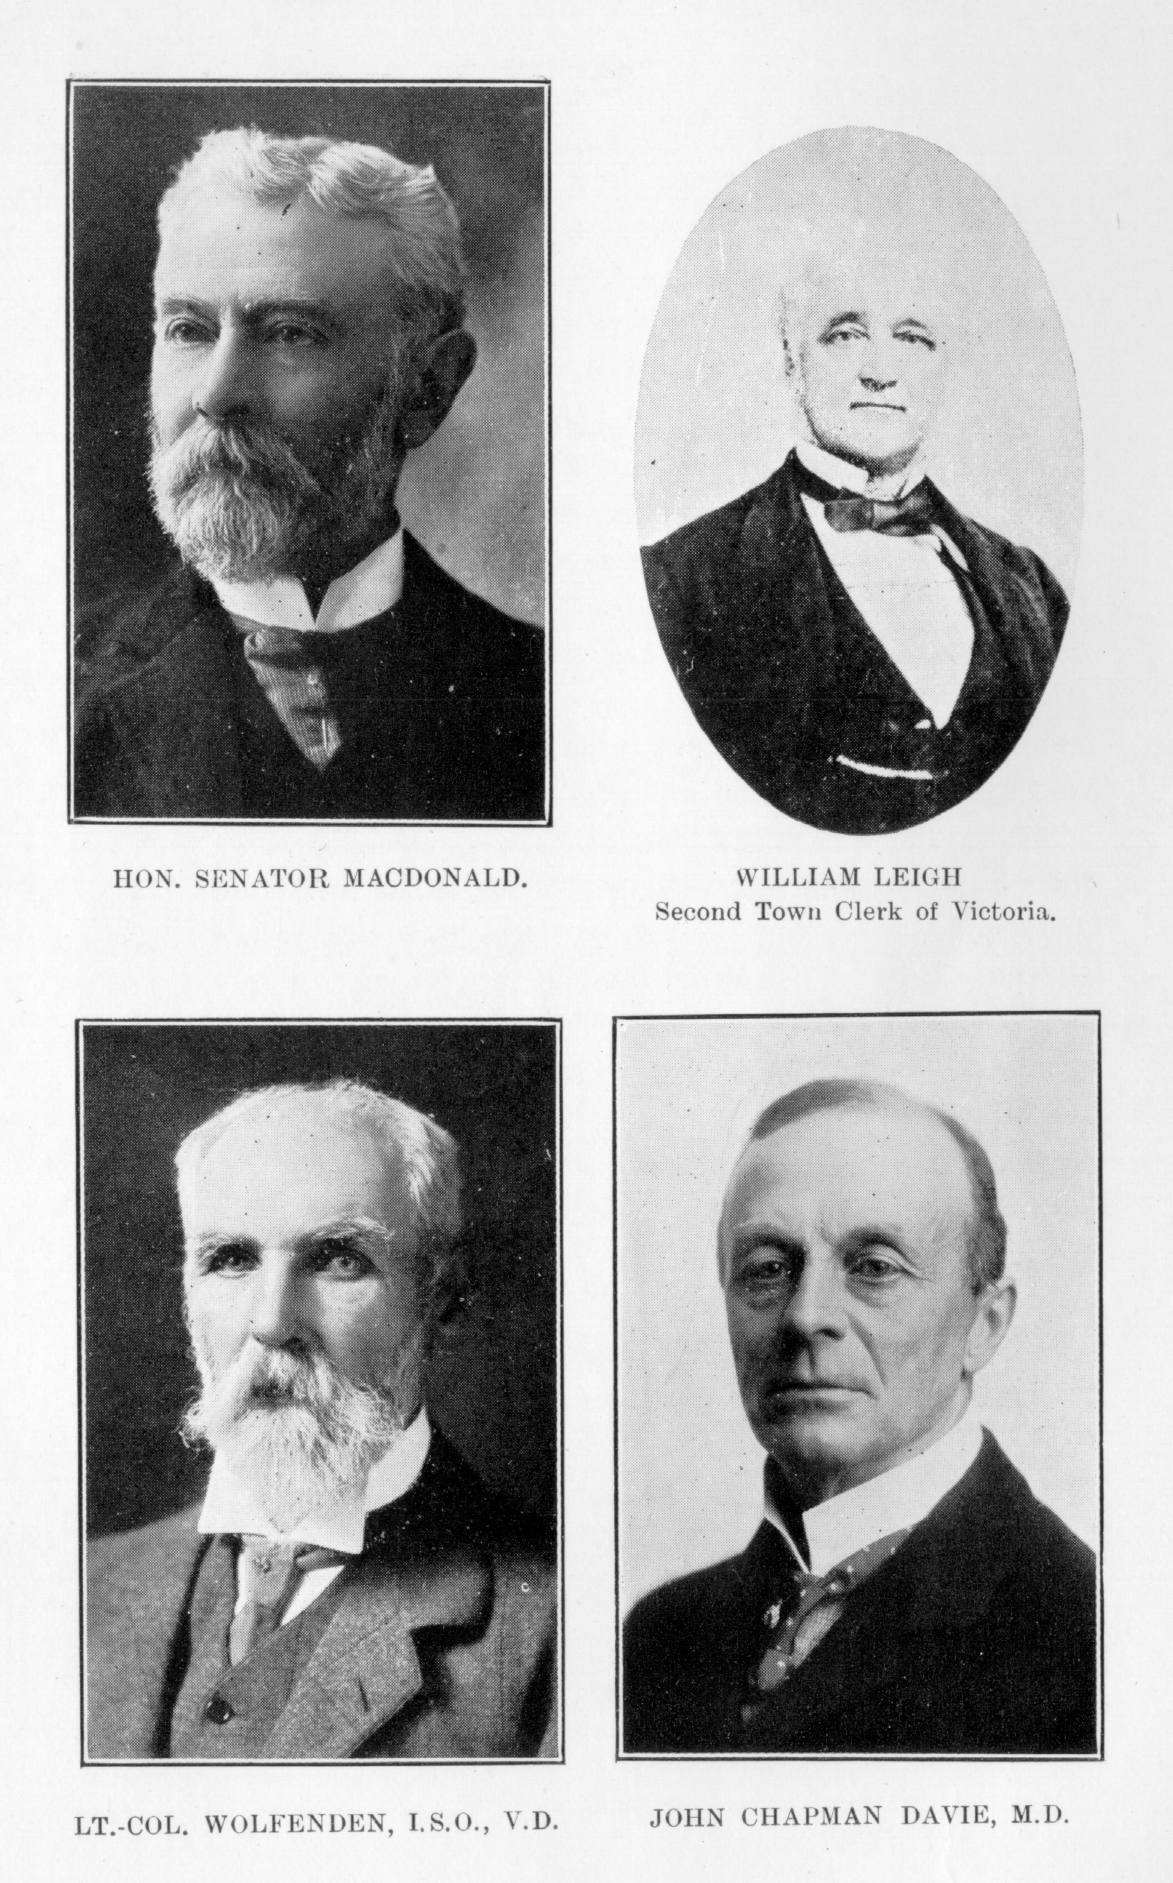 HON. SENATOR MACDONALD.
WILLIAM LEIGH
Second Town Clerk of Victoria.
LT.-COL. WOLFENDEN, I.S.O., V.D.
JOHN CHAPMAN DAVIE, M.D.